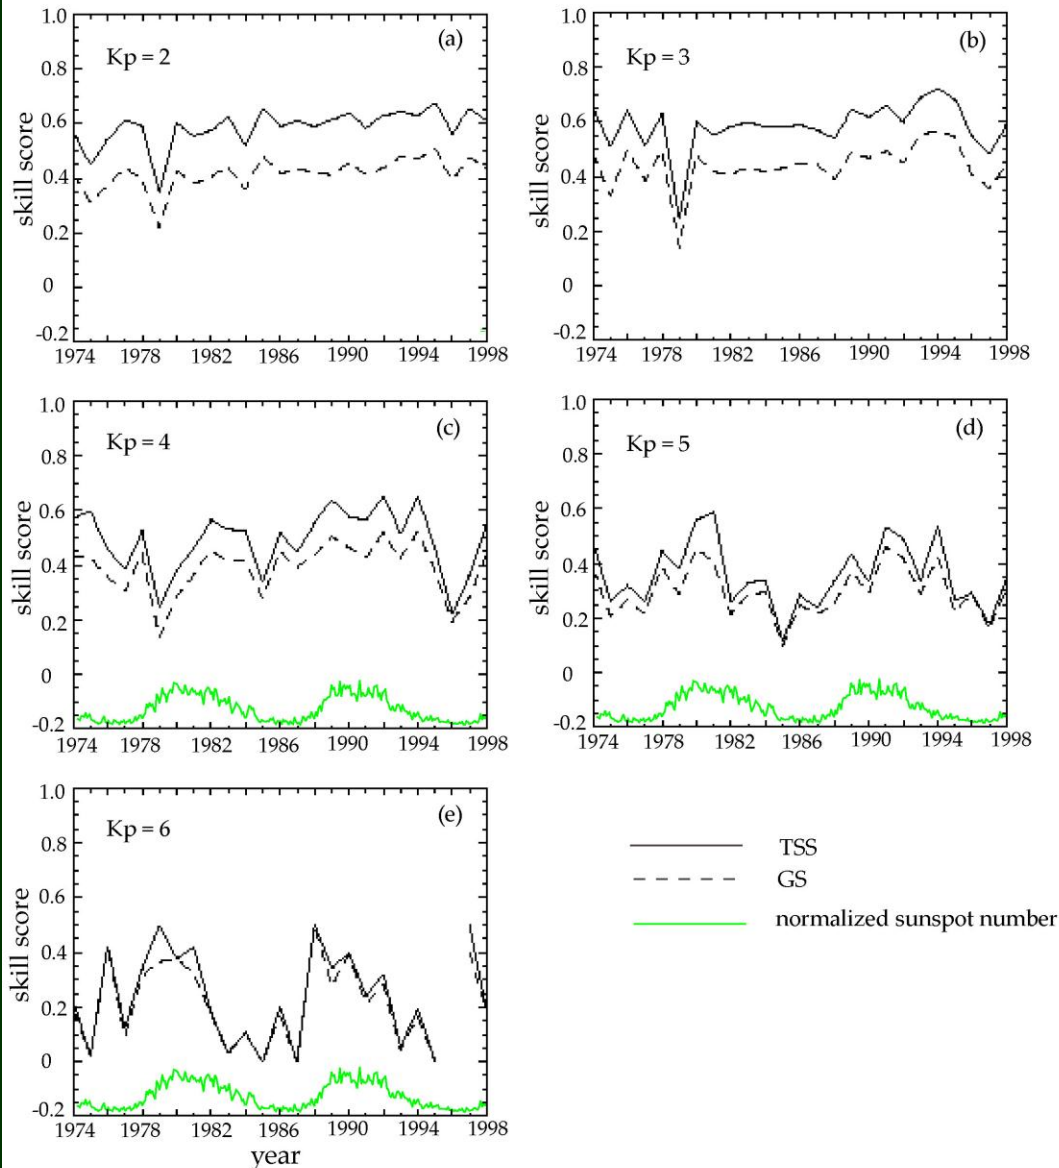 1.0
(a)
Kp = 2
0.8
0.6
0.4
0.2
0
-0.2
skill score
1974 1978 1982 1986 1990 1994 1998
1.0
(b)
Kp = 3
0.8
0.6
0.4
0.2
0
-0.2
skill score
1974 1978 1982 1986 1990 1994 1998
1.0
(c)
Kp = 4
0.8
0.6
0.4
0.2
0
-0.2
skill score
1974 1978 1982 1986 1990 1994 1998
1.0
(d)
Kp = 5
0.8
0.6
0.4
0.2
0
-0.2
skill score
1974 1978 1982 1986 1990 1994 1998
1.0
(e)
Kp = 6
0.8
0.6
0.4
0.2
0
-0.2
skill score
1974 1978 1982 1986 1990 1994 1998
year
TSS
GS
normalized sunspot number